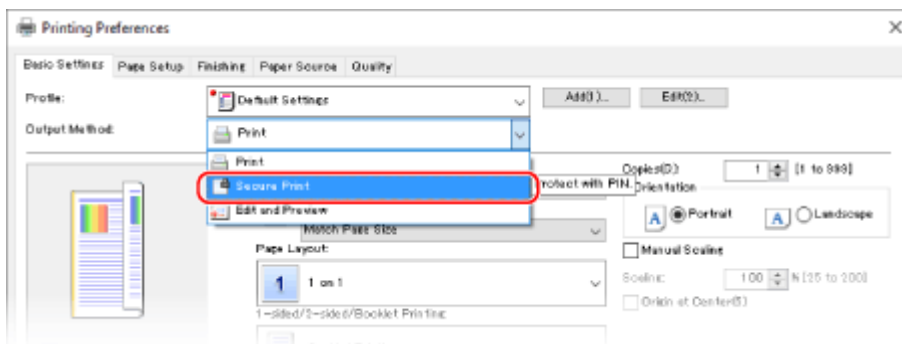 Printing Preferences
Basic Settings Page Setup Finishing Paper Source Quality
Profile: Default Settings Add(1)... Edit(2)...
Output Method: Print
Print
Secure Print
rotect with PIN.
Edit and Preview
Copies(D): 1 [1 to 999]
Orientation
A Portrait A Landscape
Match Page Size
Manual Scaling
Page Layout:
1 1 on 1
Scaling: 100 % [25 to 200]
Origin at Center(5)
1-sided/2-sided/Booklet Printing: